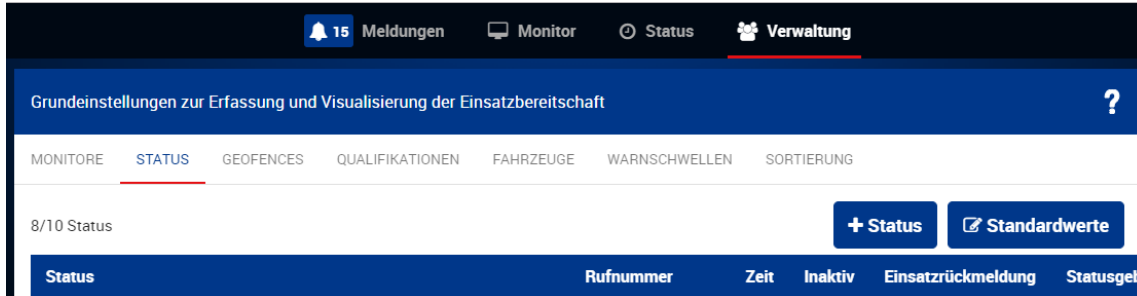 15 Meldungen Monitor Status Verwaltung
Grundeinstellungen zur Erfassung und Visualisierung der Einsatzbereitschaft ?
MONITORE STATUS GEOFENCES QUALIFIKATIONEN FAHRZEUGE WARNSCHWELLEN SORTIERUNG
8/10 Status + Status Standardwerte
Status Rufnummer Zeit Inaktiv Einsatzrückmeldung